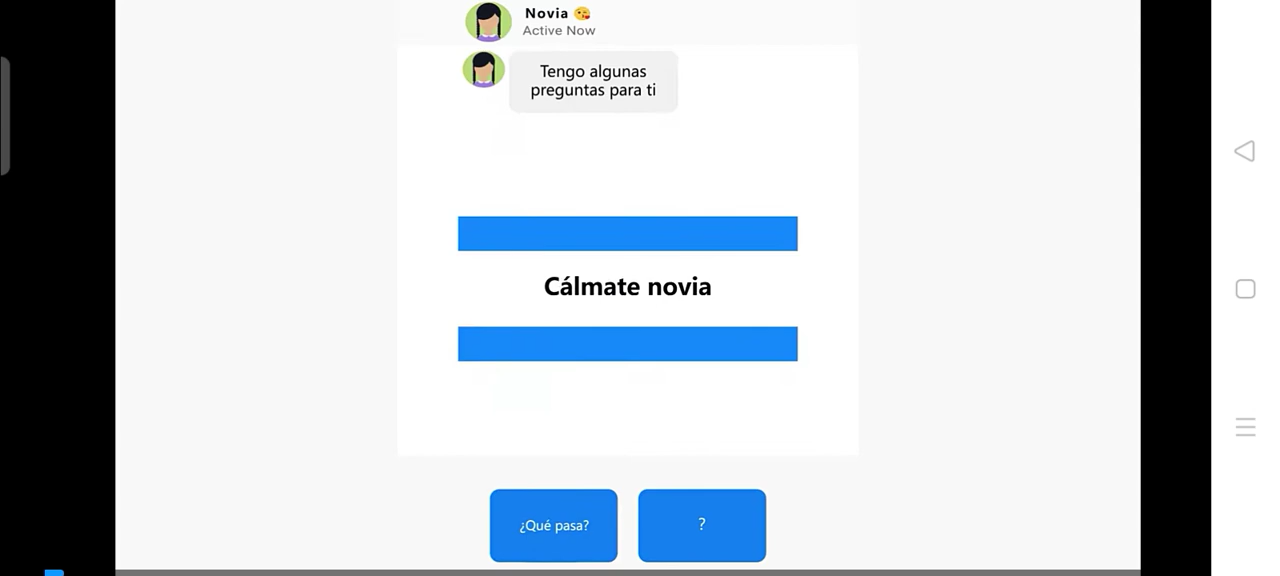 Novia 😘
Active Now
Tengo algunas
preguntas para ti
Cálmate novia
¿Qué pasa?
?